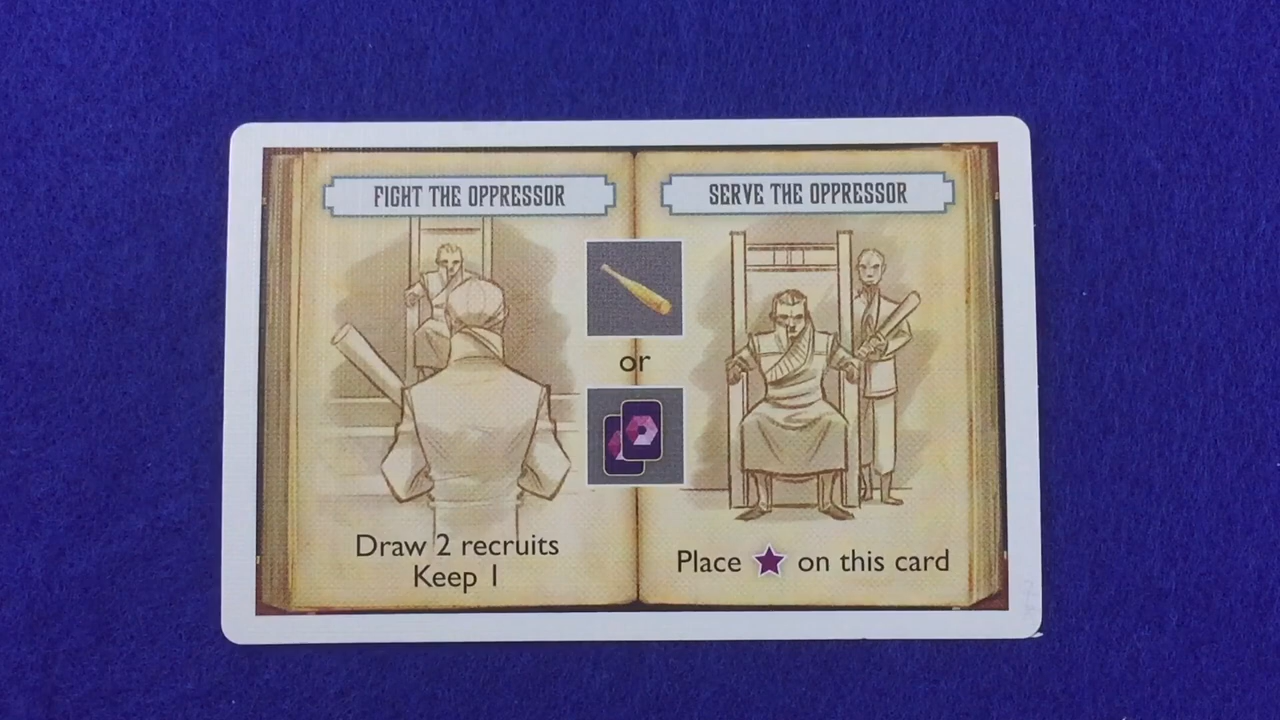 FIGHT THE OPPRESSOR
SERVE THE OPPRESSOR
or
Draw 2 recruits
Keep 1
Place ★ on this card